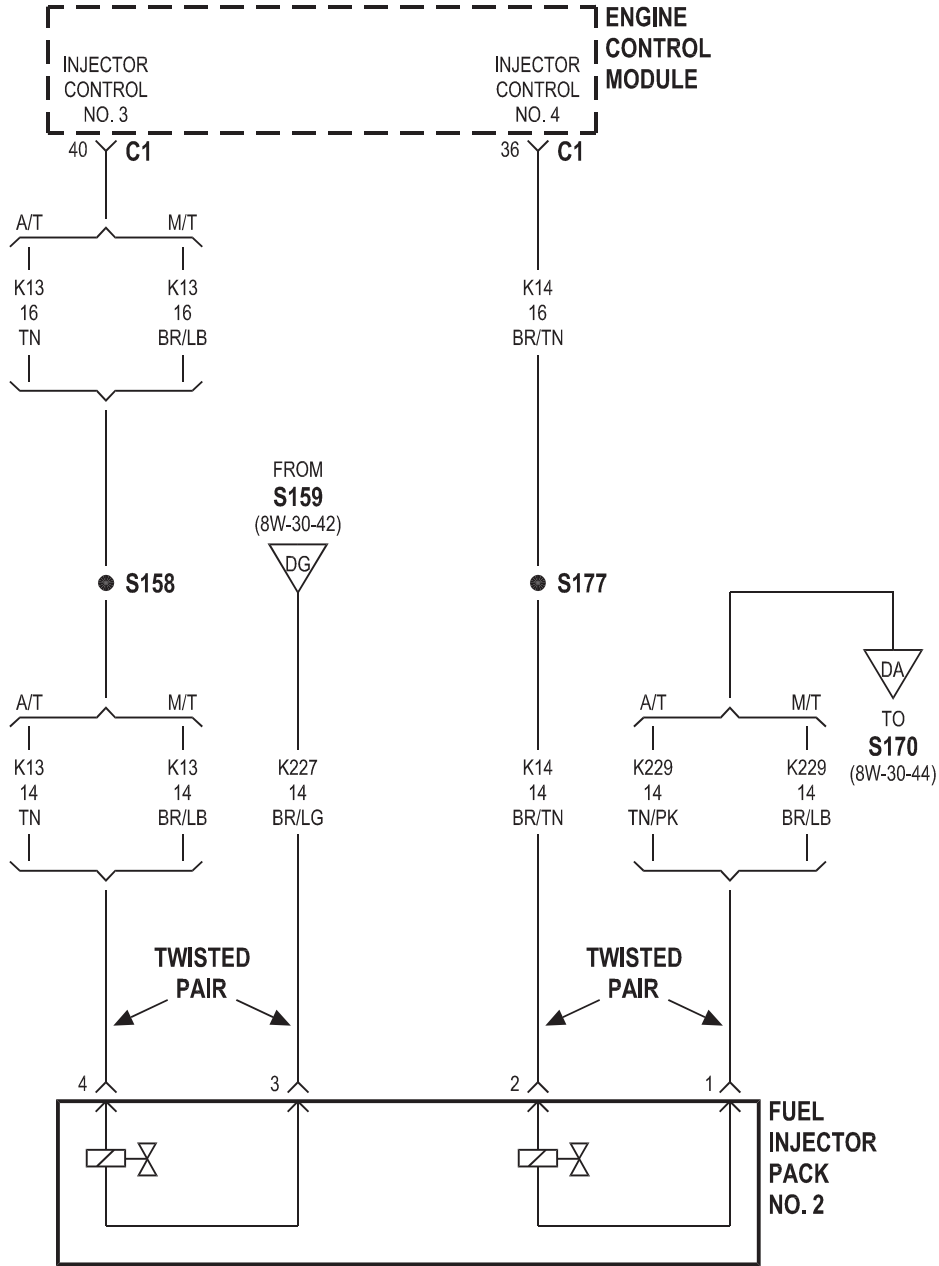 ENGINE
CONTROL
MODULE
INJECTOR
CONTROL
NO. 3
INJECTOR
CONTROL
NO. 4
40 C1
36 C1
A/T M/T
K13
16
TN
K13
16
BR/LB
K14
16
BR/TN
FROM
S159
(8W-30-42)
DG
S158
S177
DA
TO
S170
(8W-30-44)
A/T M/T
K13
14
TN
K13
14
BR/LB
K227
14
BR/LG
K14
14
BR/TN
A/T M/T
K229
14
TN/PK
K229
14
BR/LB
TWISTED
PAIR
TWISTED
PAIR
4 3 2 1
FUEL
INJECTOR
PACK
NO. 2